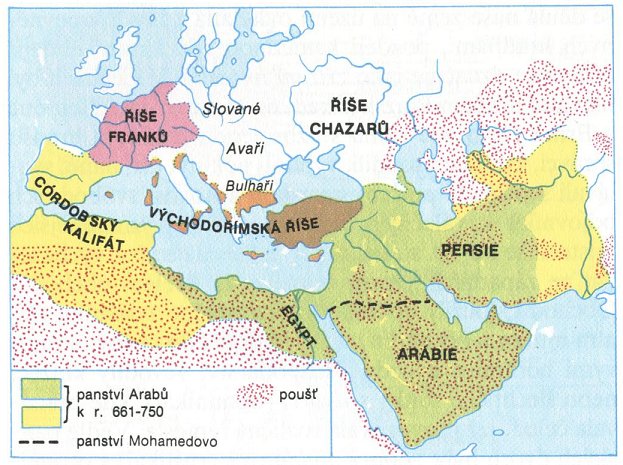 ŘÍŠE
FRANKŮ
Slované
ŘÍŠE
CHAZARŮ
Avaři
Bulhaři
CÓRDOBSKÝ
KALIFÁT
VÝCHODOŘÍMSKÁ ŘÍŠE
PERSIE
EGYPT
ARÁBIE
panství Arabů
k r. 661-750
poušť
panství Mohamedovo